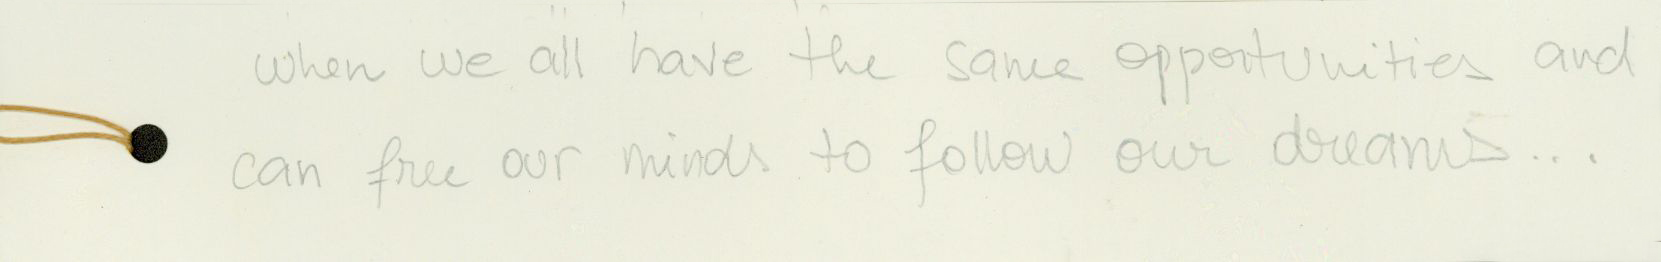 when we all have the same opportunities and
can free our minds to follow our dreams...